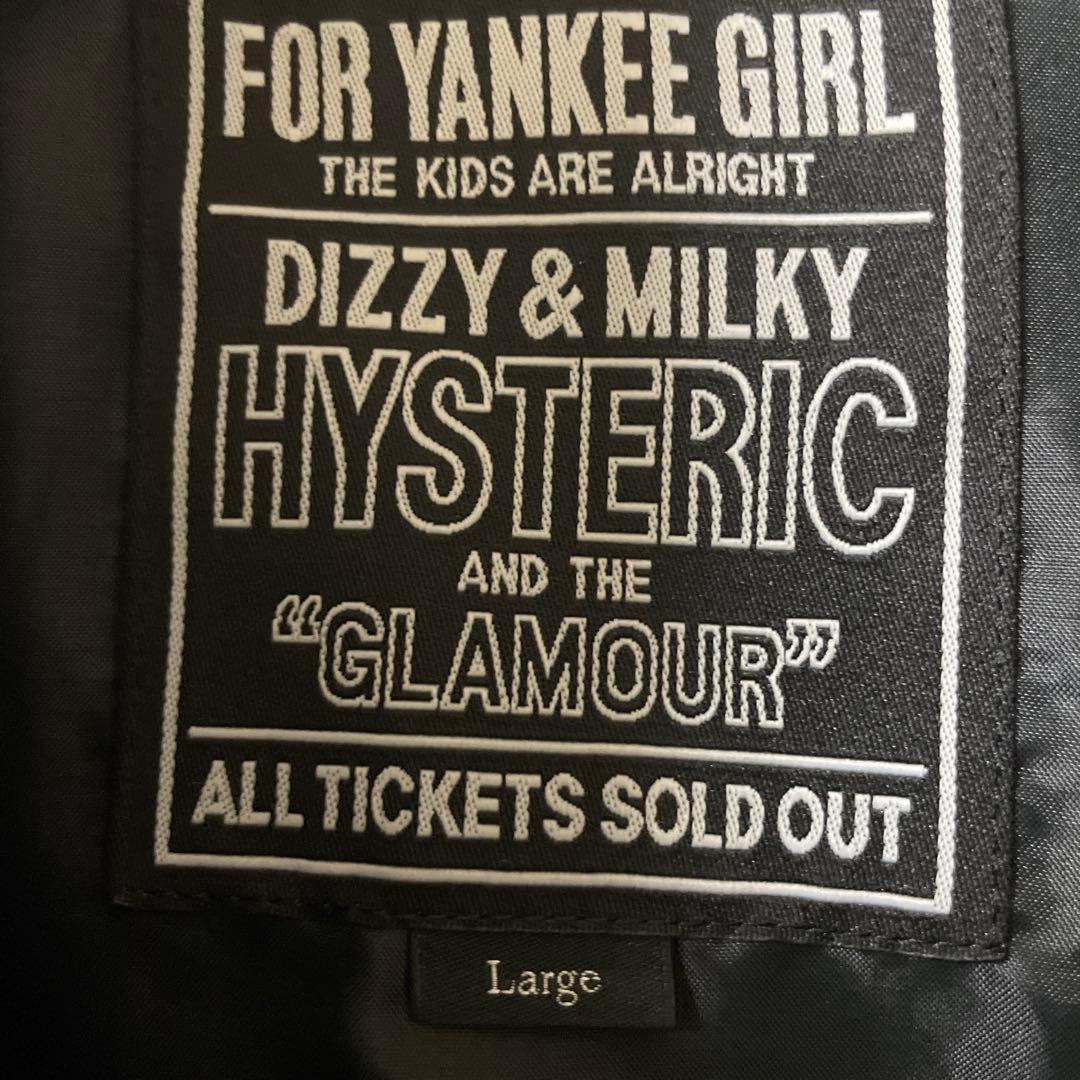 FOR YANKEE GIRL
THE KIDS ARE ALRIGHT
DIZZY & MILKY
HYSTERIC
AND THE
“GLAMOUR”
ALL TICKETS SOLD OUT
Large